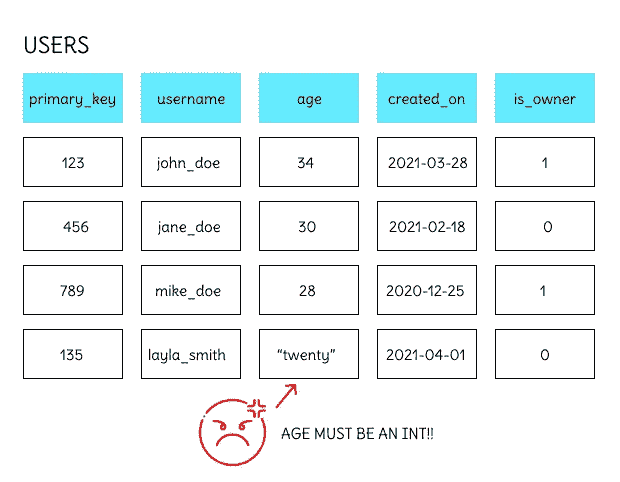 USERS
primary_key username age created_on is_owner
123 john_doe 34 2021-03-28 1
456 jane_doe 30 2021-02-18 0
789 mike_doe 28 2020-12-25 1
135 layla_smith “twenty” 2021-04-01 0
AGE MUST BE AN INT!!